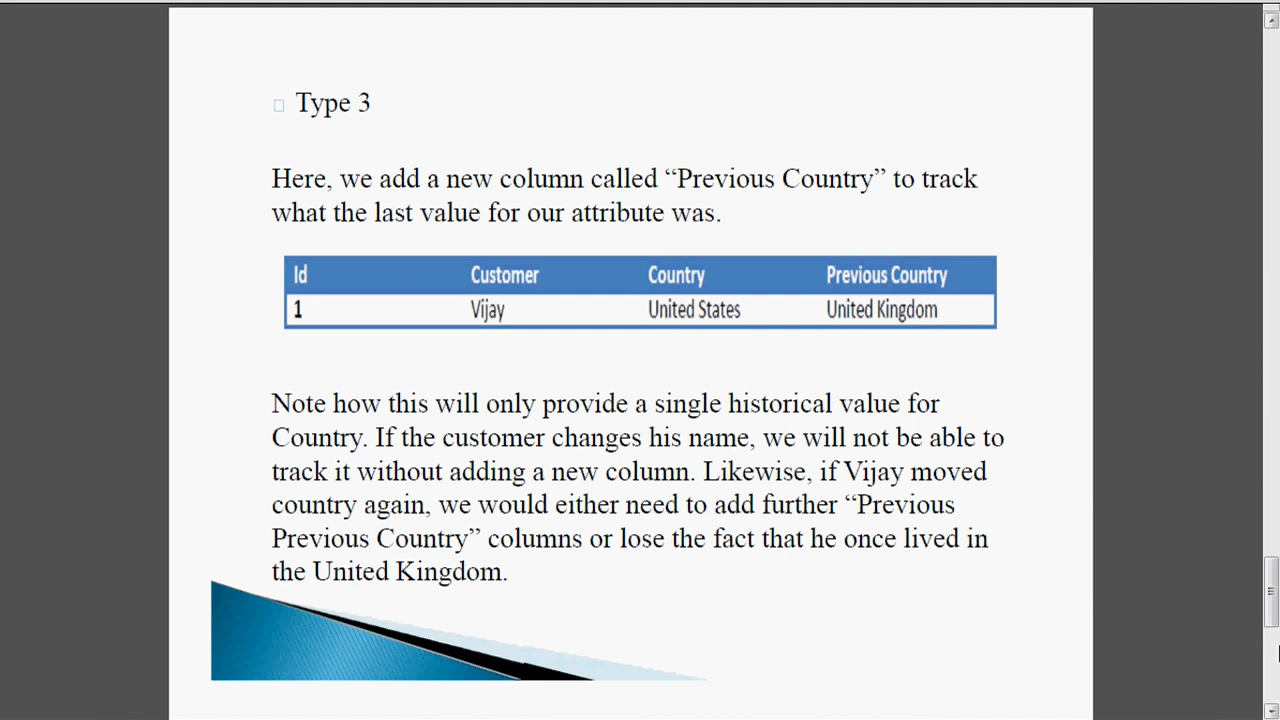 Type 3
Here, we add a new column called “Previous Country” to track
what the last value for our attribute was.
Id Customer Country Previous Country
1 Vijay United States United Kingdom
Note how this will only provide a single historical value for
Country. If the customer changes his name, we will not be able to
track it without adding a new column. Likewise, if Vijay moved
country again, we would either need to add further “Previous
Previous Country” columns or lose the fact that he once lived in
the United Kingdom.